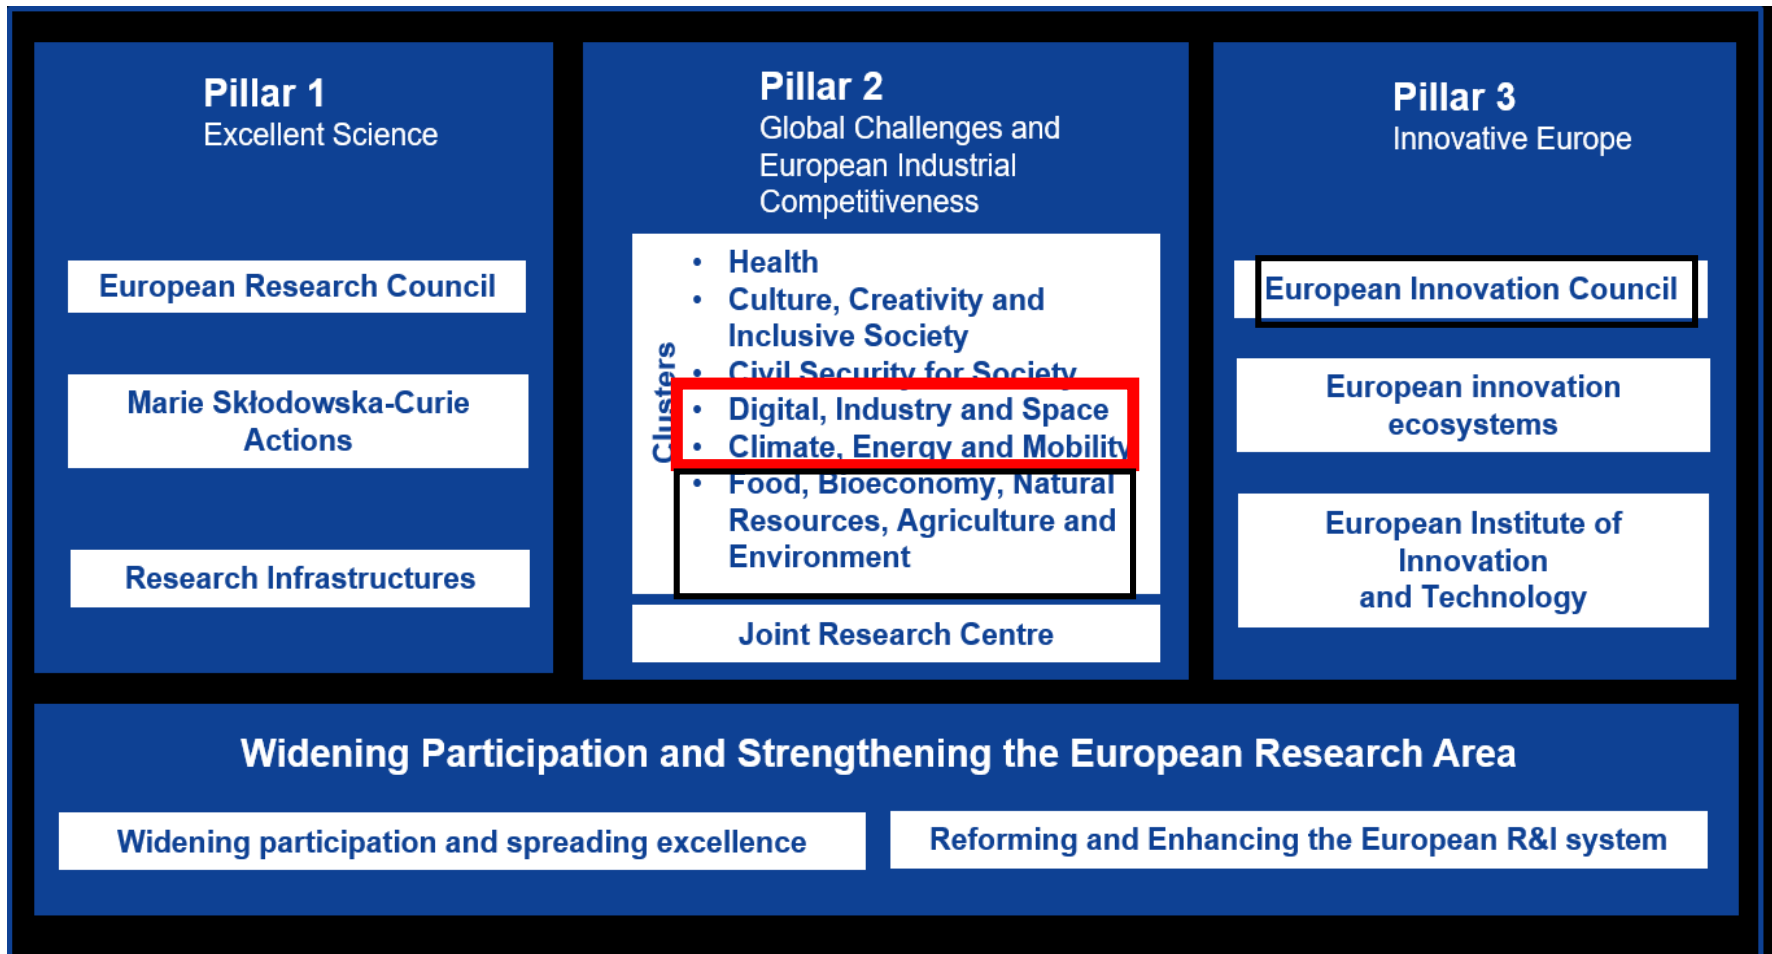 Pillar 1
Excellent Science
European Research Council
Marie Skłodowska-Curie
Actions
Research Infrastructures
Pillar 2
Global Challenges and
European Industrial
Competitiveness
Clusters
• Health
• Culture, Creativity and
Inclusive Society
• Civil Security for Society
• Digital, Industry and Space
• Climate, Energy and Mobility
• Food, Bioeconomy, Natural
Resources, Agriculture and
Environment
Joint Research Centre
Pillar 3
Innovative Europe
European Innovation Council
European innovation
ecosystems
European Institute of
Innovation
and Technology
Widening Participation and Strengthening the European Research Area
Widening participation and spreading excellence
Reforming and Enhancing the European R&I system